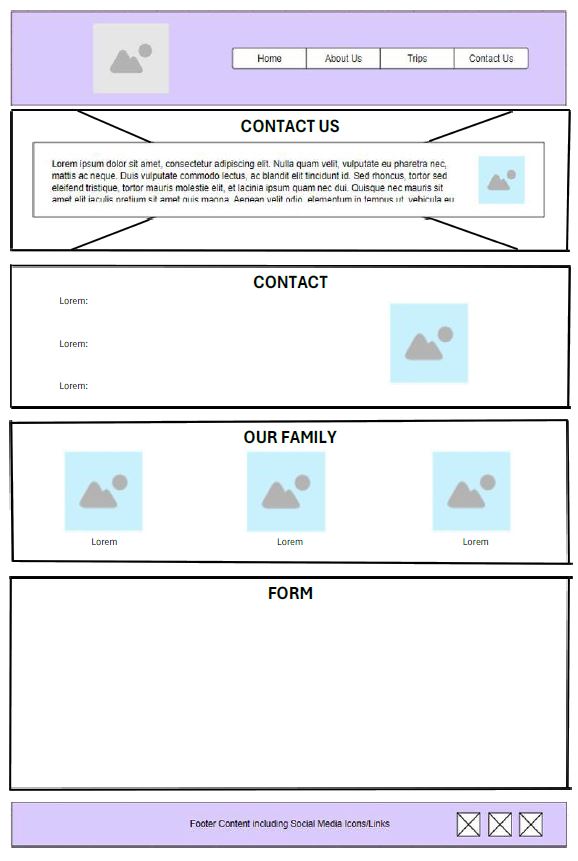 Home About Us Trips Contact Us
CONTACT US
Lorem ipsum dolor sit amet, consectetur adipiscing elit. Nulla quam velit, vulputate eu pharetra nec,
mattis ac neque. Duis vulputate commodo lectus, ac blandit elit tincidunt id. Sed rhoncus, tortor sed
eleifend tristique, tortor mauris molestie elit, et lacinia ipsum quam nec dui. Quisque nec mauris sit
amet elit iaculis pretium sit amet quis magna. Aenean velit odio, elementum in tempus ut, vehicula eu
CONTACT
Lorem:
Lorem:
Lorem:
OUR FAMILY
Lorem Lorem Lorem
FORM
Footer Content including Social Media Icons/Links